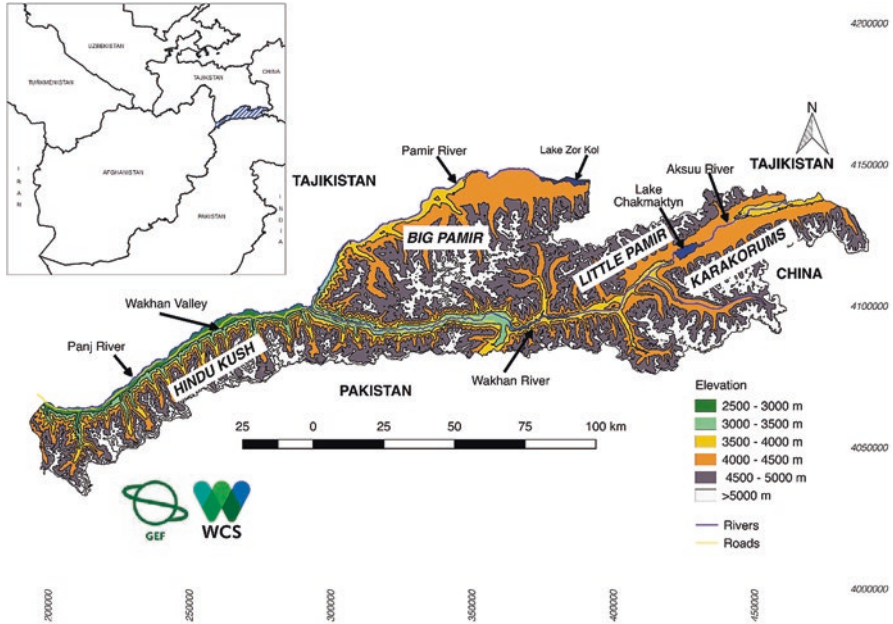 UZBEKISTAN
TAJIKISTAN
CHINA
TURKMENISTAN
AFGHANISTAN
IRAN
PAKISTAN
INDIA
4200000
N
TAJIKISTAN
Pamir River
Lake Zor Kol
4150000
TAJIKISTAN
Aksuu River
Lake
Chakmaktyn
BIG PAMIR
LITTLE PAMIR
KARAKORUMS
CHINA
Wakhan Valley
4100000
Panj River
HINDU KUSH
Wakhan River
PAKISTAN
25 0 25 50 75 100 km
Elevation
2500 - 3000 m
3000 - 3500 m
3500 - 4000 m
4000 - 4500 m
4500 - 5000 m
>5000 m
Rivers
Roads
4050000
GEF
WCS
4000000
200000
250000
300000
350000
400000
450000